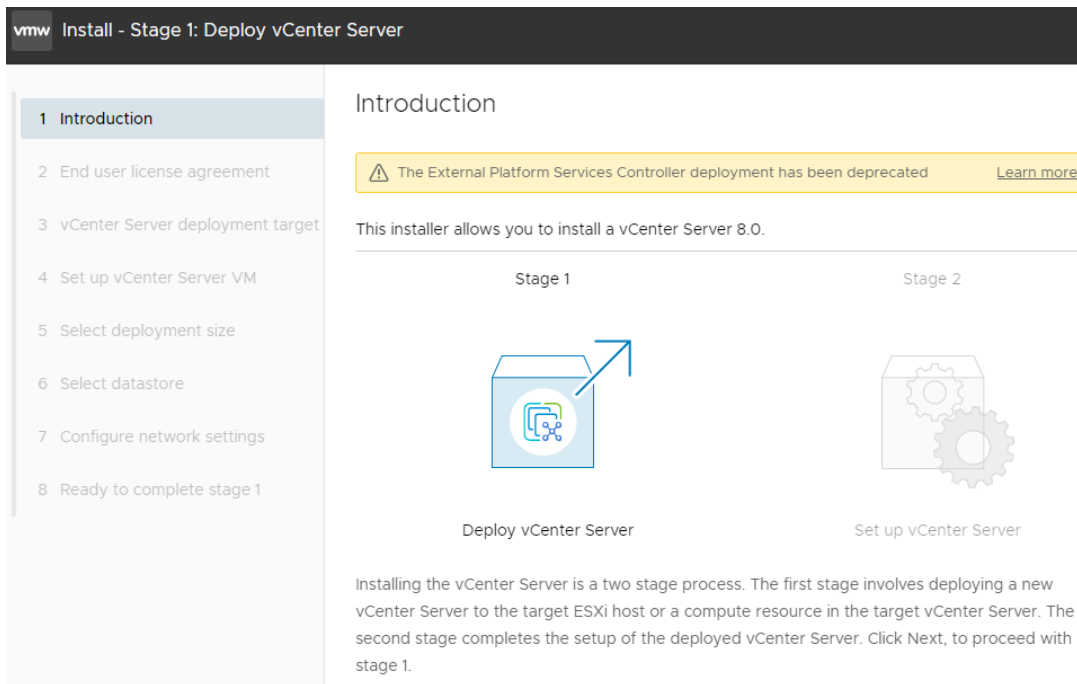 vmw Install - Stage 1: Deploy vCenter Server
1 Introduction
2 End user license agreement
3 vCenter Server deployment target
4 Set up vCenter Server VM
5 Select deployment size
6 Select datastore
7 Configure network settings
8 Ready to complete stage 1
Introduction
The External Platform Services Controller deployment has been deprecated Learn more
This installer allows you to install a vCenter Server 8.0.
Stage 1 Stage 2
Deploy vCenter Server Set up vCenter Server
Installing the vCenter Server is a two stage process. The first stage involves deploying a new
vCenter Server to the target ESXi host or a compute resource in the target vCenter Server. The
second stage completes the setup of the deployed vCenter Server. Click Next, to proceed with
stage 1.